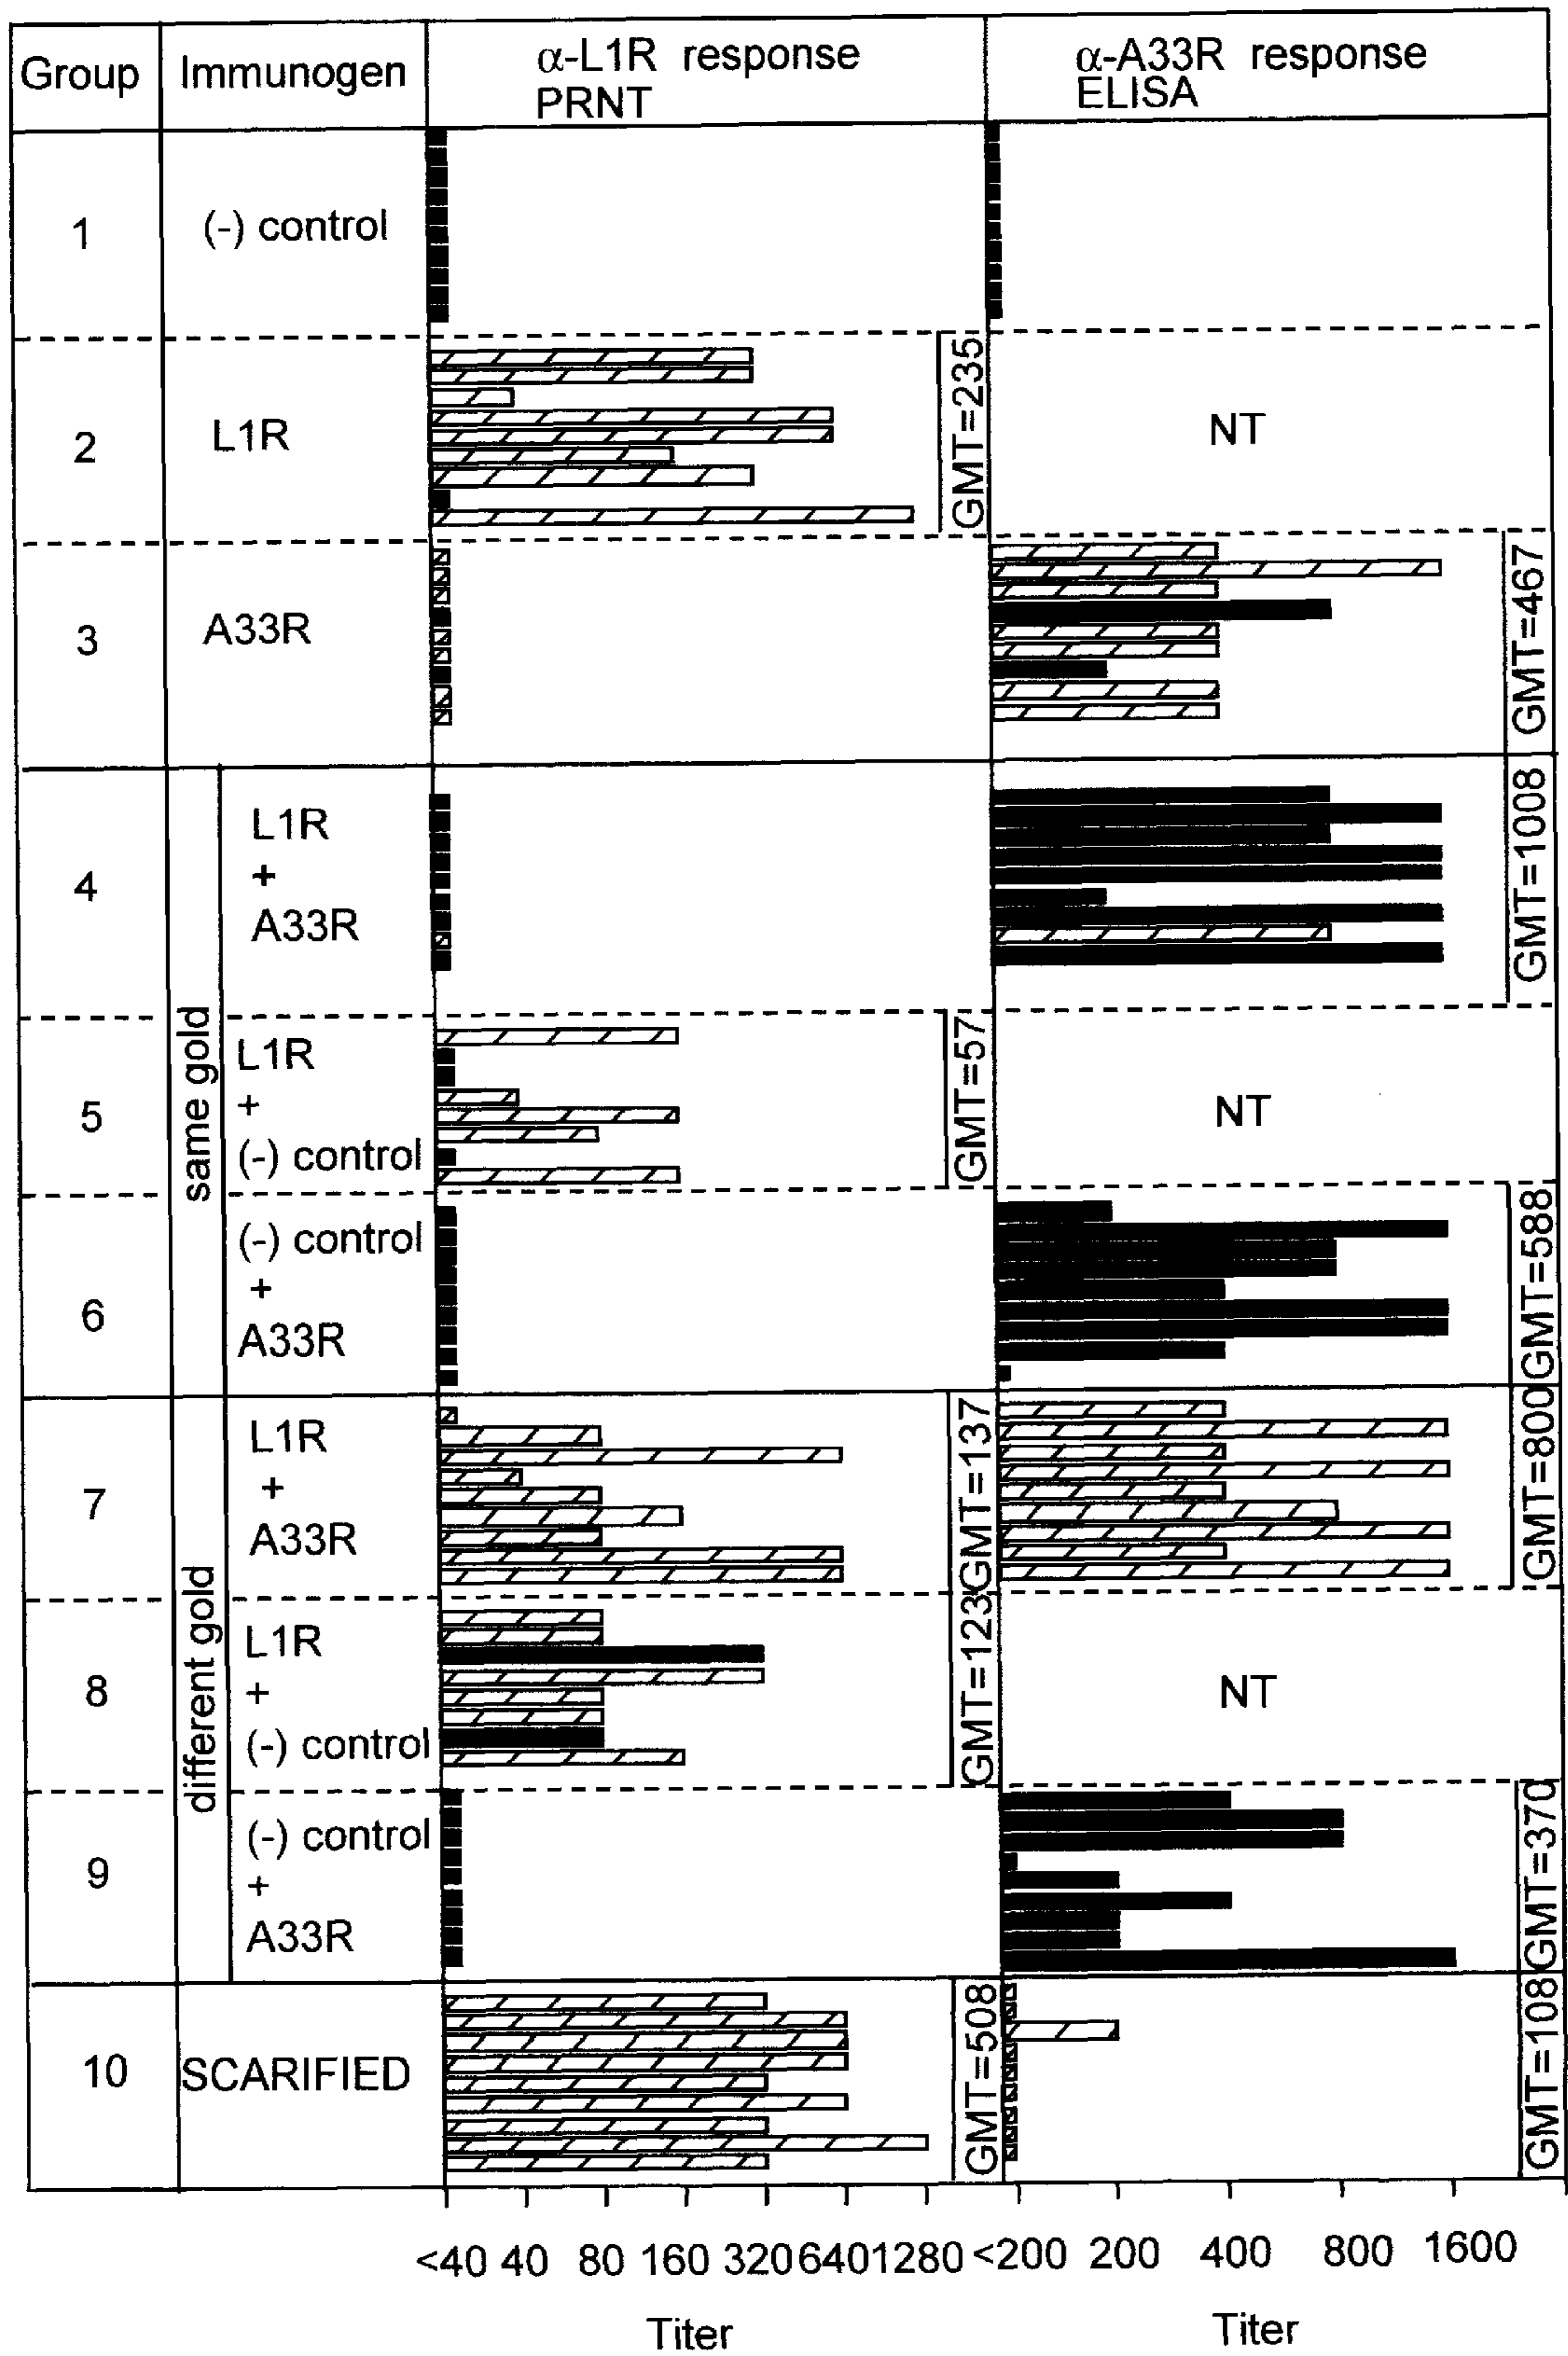 Group
Immunogen
α-L1R response
PRNT
α-A33R response
ELISA
1
(-) control
2
L1R
GMT=235
NT
3
A33R
GMT=467
same gold
4
L1R
+
A33R
GMT=1008
5
L1R
+
(-) control
GMT=57
NT
6
(-) control
+
A33R
GMT=588
different gold
7
L1R
+
A33R
GMT=137
GMT=800
8
L1R
+
(-) control
GMT=123
NT
9
(-) control
+
A33R
GMT=370
10
SCARIFIED
GMT=508
GMT=108
<40 40 80 160 320 640 1280 <200 200 400 800 1600
Titer
Titer